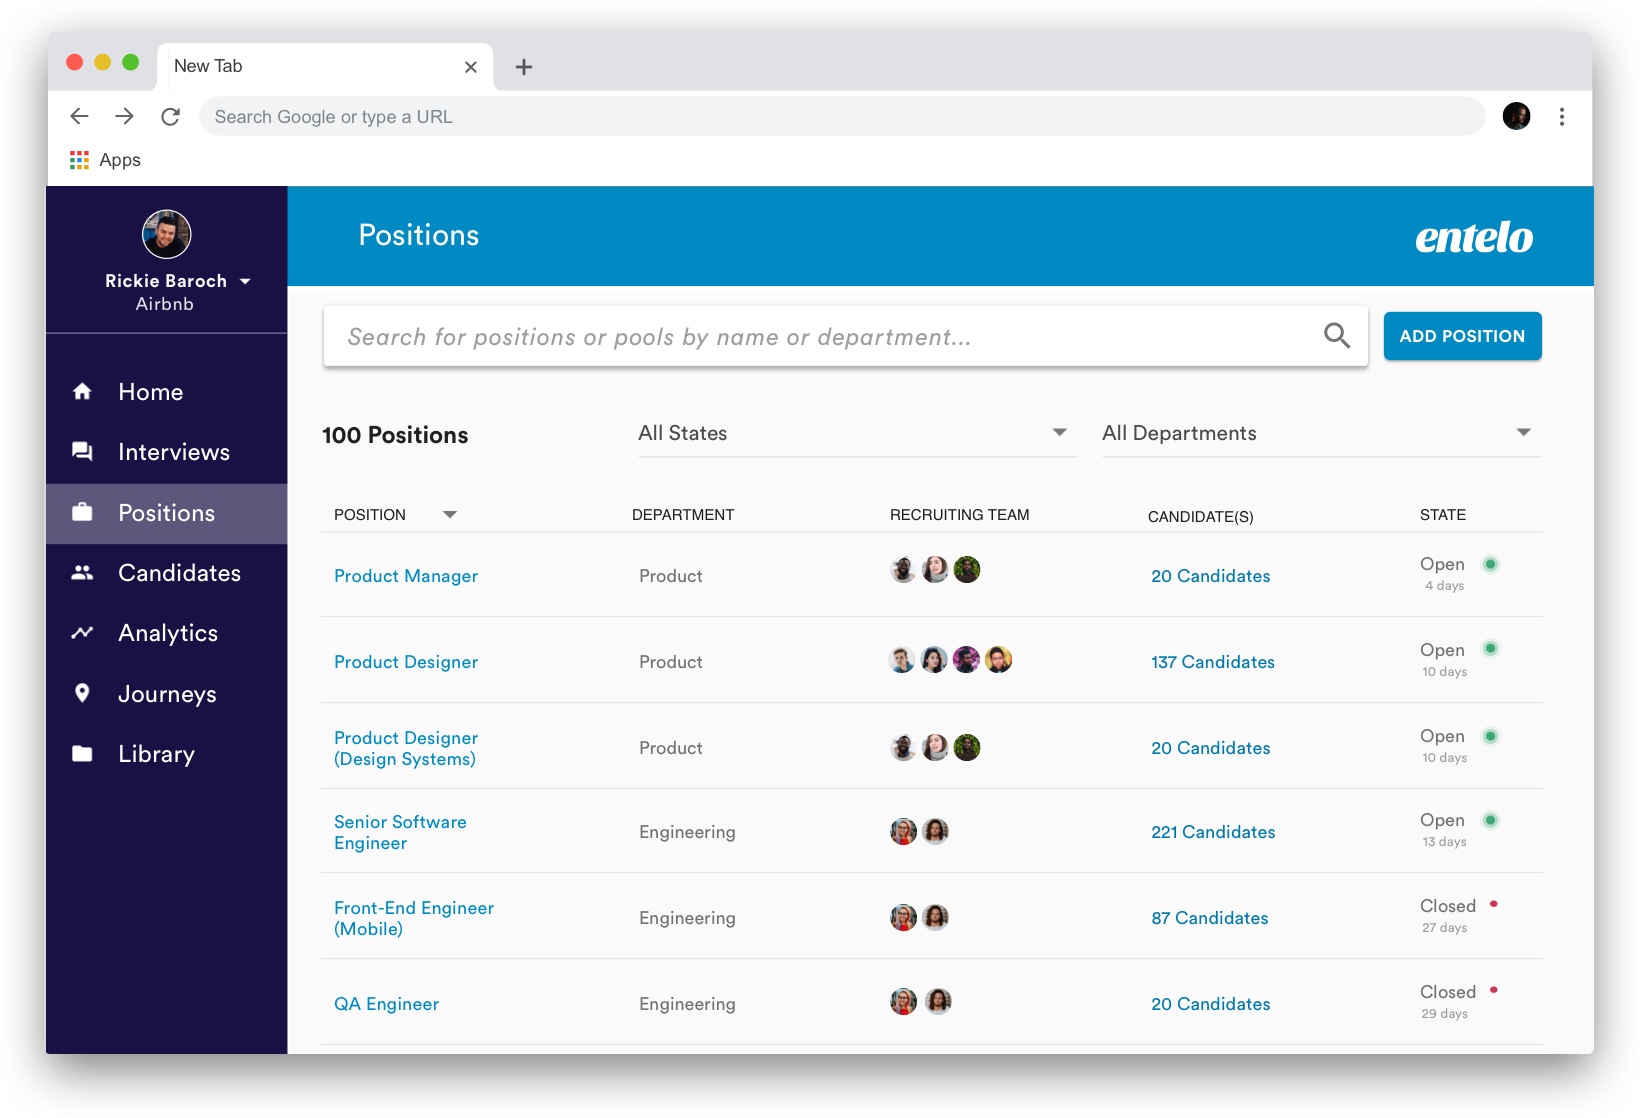 New Tab
Search Google or type a URL
Apps
Rickie Baroch
Airbnb
Home
Interviews
Positions
Candidates
Analytics
Journeys
Library
Positions
entelo
Search for positions or pools by name or department...
ADD POSITION
100 Positions
All States
All Departments
POSITION DEPARTMENT RECRUITING TEAM CANDIDATE(S) STATE
Product Manager Product 20 Candidates Open
4 days
Product Designer Product 137 Candidates Open
10 days
Product Designer
(Design Systems) Product 20 Candidates Open
10 days
Senior Software
Engineer Engineering 221 Candidates Open
13 days
Front-End Engineer
(Mobile) Engineering 87 Candidates Closed
27 days
QA Engineer Engineering 20 Candidates Closed
29 days